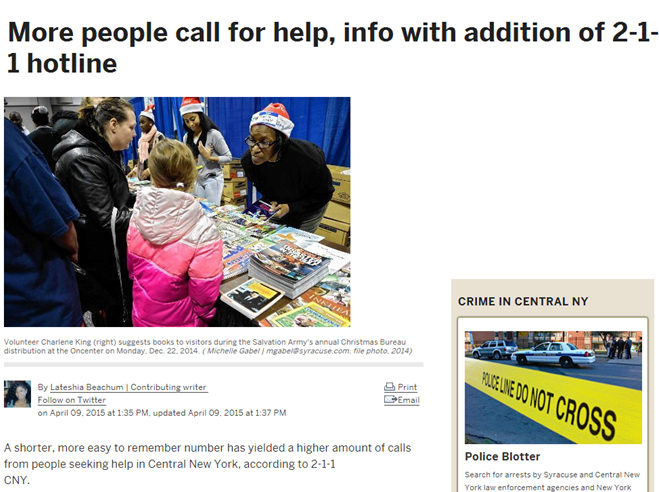 More people call for help, info with addition of 2-1-
1 hotline
Volunteer Charlene King (right) suggests books to visitors during the Salvation Army's annual Christmas Bureau
distribution at the Oncenter on Monday, Dec. 22, 2014. ( Michelle Gabel | mgabel@syracuse.com. file photo, 2014)
By Lateshia Beachum | Contributing writer
Follow on Twitter
on April 09, 2015 at 1:35 PM, updated April 09, 2015 at 1:37 PM
Print
Email
A shorter, more easy to remember number has yielded a higher amount of calls
from people seeking help in Central New York, according to 2-1-1
CNY.
CRIME IN CENTRAL NY
POLICE LINE DO NOT CROSS
Police Blotter
Search for arrests by Syracuse and Central New
York law enforcement agencies and New York